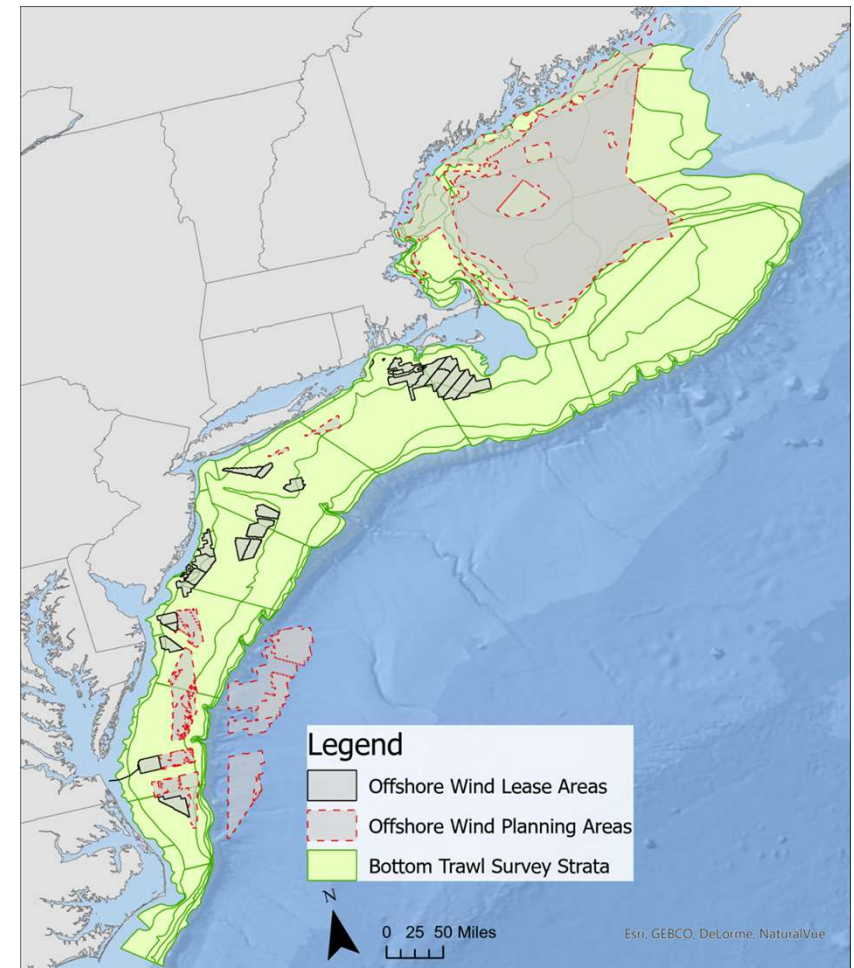 Legend
Offshore Wind Lease Areas
Offshore Wind Planning Areas
Bottom Trawl Survey Strata
N
0 25 50 Miles
Esri, GEBCO, DeLorme, NaturalVue